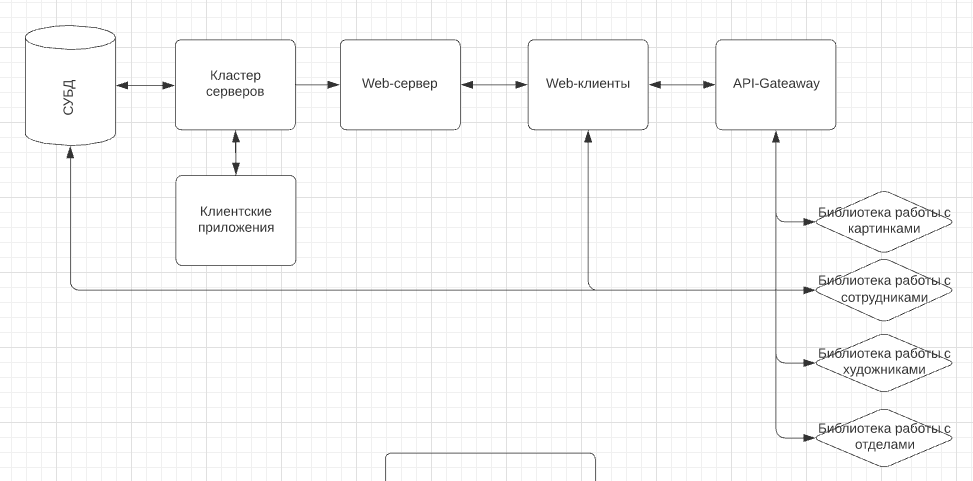 СУБД
Кластер
серверов
Web-сервер
Web-клиенты
API-Gateaway
Клиентские
приложения
Библиотека работы с
картинками
Библиотека работы с
сотрудниками
Библиотека работы с
художниками
Библиотека работы с
отделами